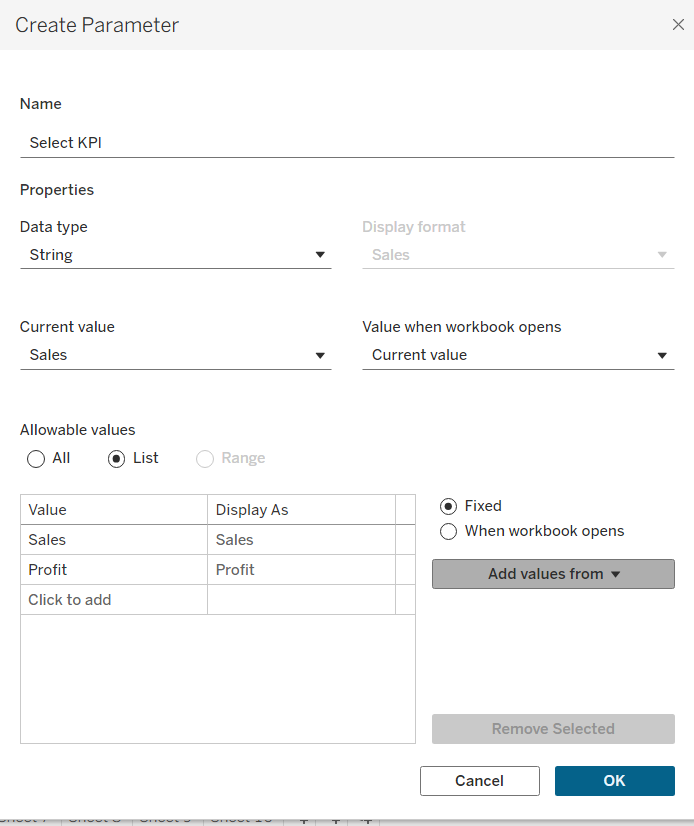 Create Parameter
Name
Select KPI
Properties
Data type
Display format
String
Sales
Current value
Value when workbook opens
Sales
Current value
Allowable values
All
List
Range
Value
Display As
Fixed
Sales
Sales
When workbook opens
Profit
Profit
Add values from
Click to add
Remove Selected
Cancel
OK